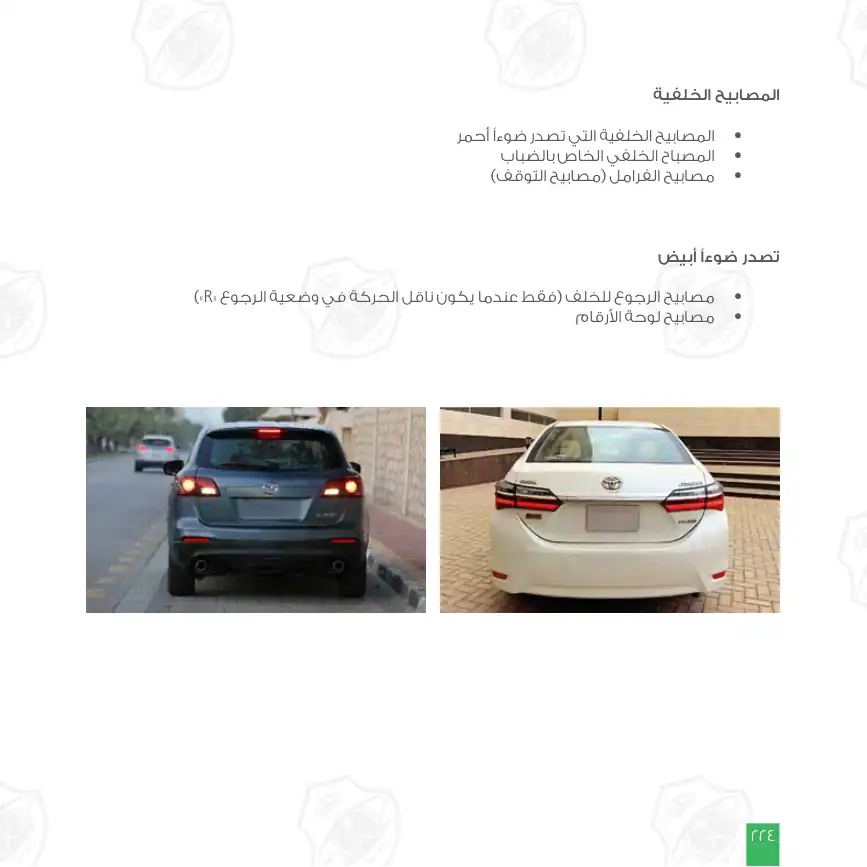 المصابيح الخلفية
• المصابيح الخلفية التي تصدر ضوءاً أحمر
• المصباح الخلفي الخاص بالضباب
• مصابيح الفرامل (مصابيح التوقف)
تصدر ضوءاً أبيض
• مصابيح الرجوع للخلف (فقط عندما يكون ناقل الحركة في وضعية الرجوع «R»)
• مصابيح لوحة الأرقام
٢٢٤